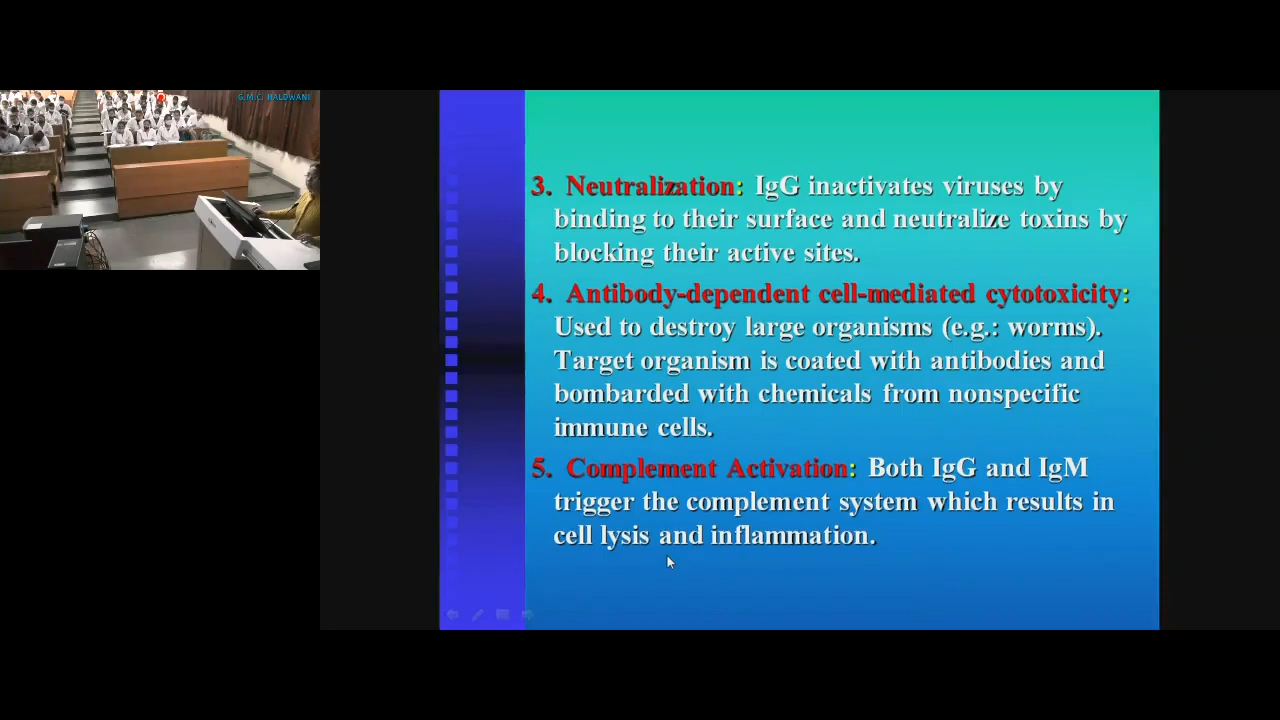 G.M.C. HALDWANI
3. Neutralization: IgG inactivates viruses by
binding to their surface and neutralize toxins by
blocking their active sites.
4. Antibody-dependent cell-mediated cytotoxicity:
Used to destroy large organisms (e.g.: worms).
Target organism is coated with antibodies and
bombarded with chemicals from nonspecific
immune cells.
5. Complement Activation: Both IgG and IgM
trigger the complement system which results in
cell lysis and inflammation.